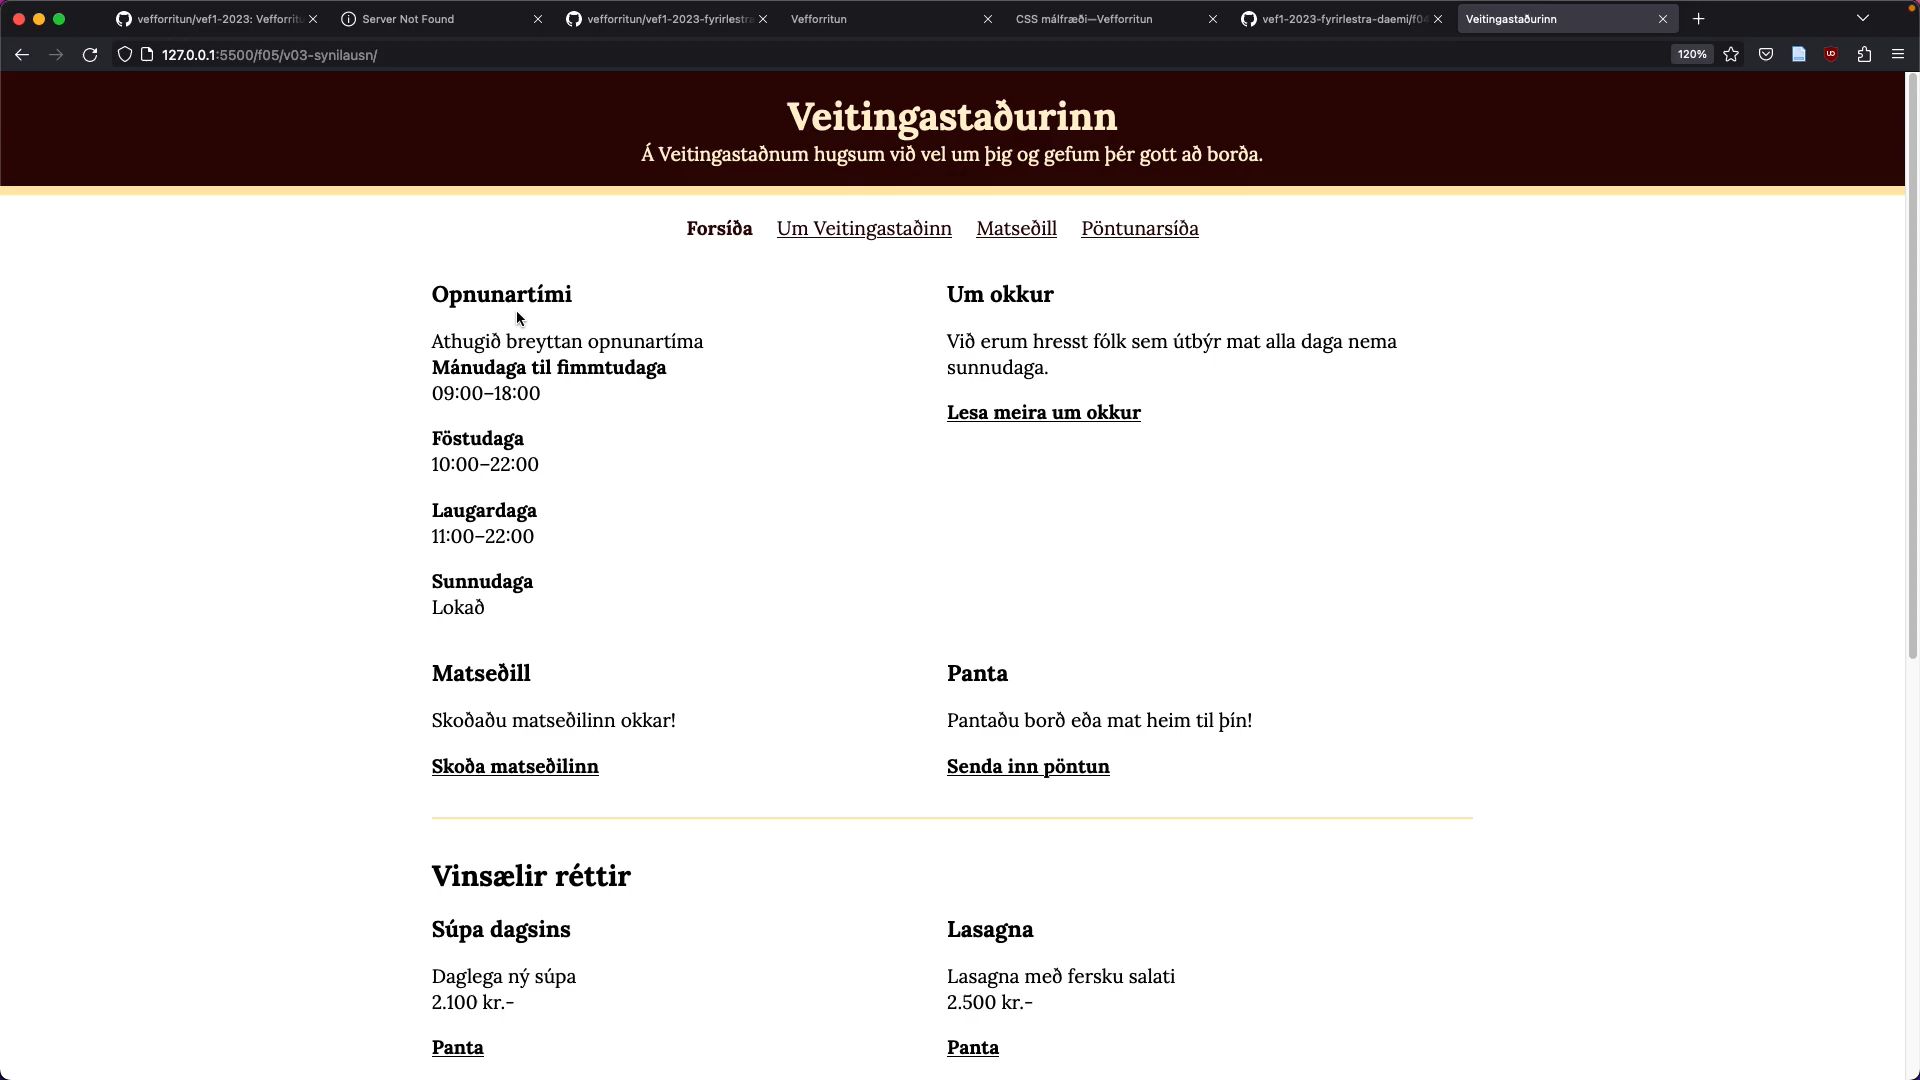 vefforritun/vef1-2023: Vefforritu
Server Not Found
vefforritun/vef1-2023-fyrirlestra
Vefforritun
CSS málfræði—Vefforritun
vef1-2023-fyrirlestra-daemi/f04
Veitingastaðurinn
127.0.0.1:5500/f05/v03-synilausn/
120%
Veitingastaðurinn
Á Veitingastaðnum hugsum við vel um þig og gefum þér gott að borða.
Forsíða Um Veitingastaðinn Matseðill Pöntunarsíða
Opnunartími
Athugið breyttan opnunartíma
Mánudaga til fimmtudaga
09:00–18:00
Föstudaga
10:00–22:00
Laugardaga
11:00–22:00
Sunnudaga
Lokað
Um okkur
Við erum hresst fólk sem útbýr mat alla daga nema
sunnudaga.
Lesa meira um okkur
Matseðill
Skoðaðu matseðilinn okkar!
Skoða matseðilinn
Panta
Pantaðu borð eða mat heim til þín!
Senda inn pöntun
Vinsælir réttir
Súpa dagsins
Daglega ný súpa
2.100 kr.-
Panta
Lasagna
Lasagna með fersku salati
2.500 kr.-
Panta